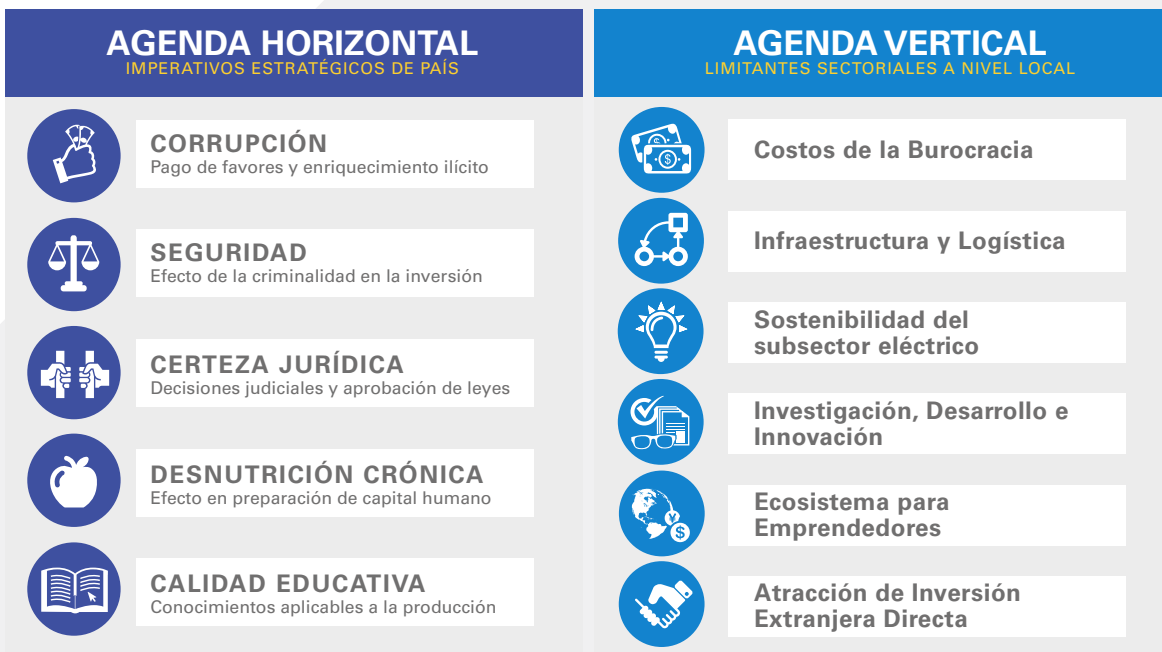 AGENDA HORIZONTAL
IMPERATIVOS ESTRATÉGICOS DE PAÍS
CORRUPCIÓN
Pago de favores y enriquecimiento ilícito
SEGURIDAD
Efecto de la criminalidad en la inversión
CERTEZA JURÍDICA
Decisiones judiciales y aprobación de leyes
DESNUTRICIÓN CRÓNICA
Efecto en preparación de capital humano
CALIDAD EDUCATIVA
Conocimientos aplicables a la producción
AGENDA VERTICAL
LIMITANTES SECTORIALES A NIVEL LOCAL
$
Costos de la Burocracia
Infraestructura y Logística
Sostenibilidad del
subsector eléctrico
Investigación, Desarrollo e
Innovación
¥
$
Ecosistema para
Emprendedores
Atracción de Inversión
Extranjera Directa